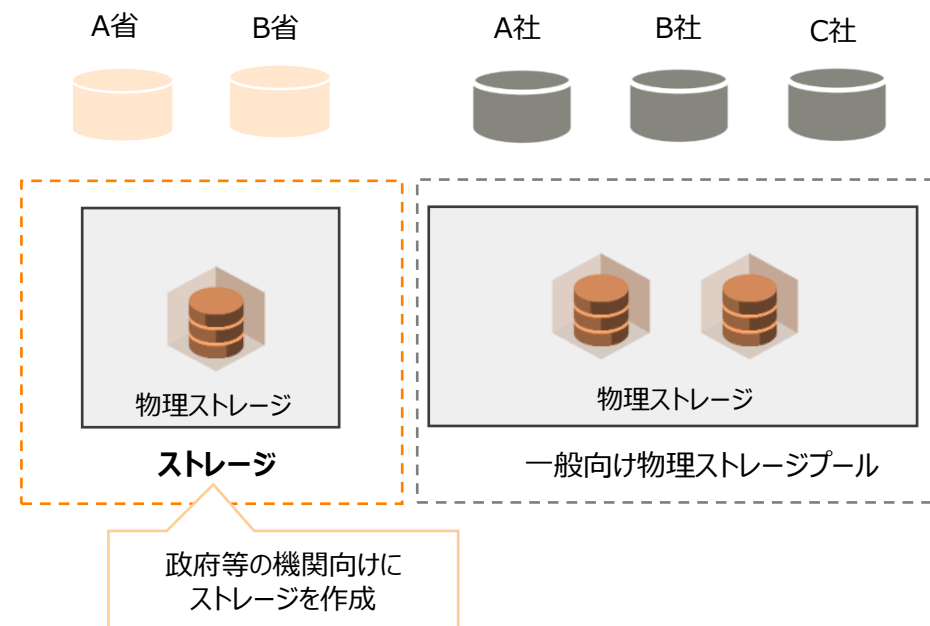 A省
B省
A社
B社
C社
物理ストレージ
物理ストレージ
ストレージ
一般向け物理ストレージプール
政府等の機関向けに
ストレージを作成